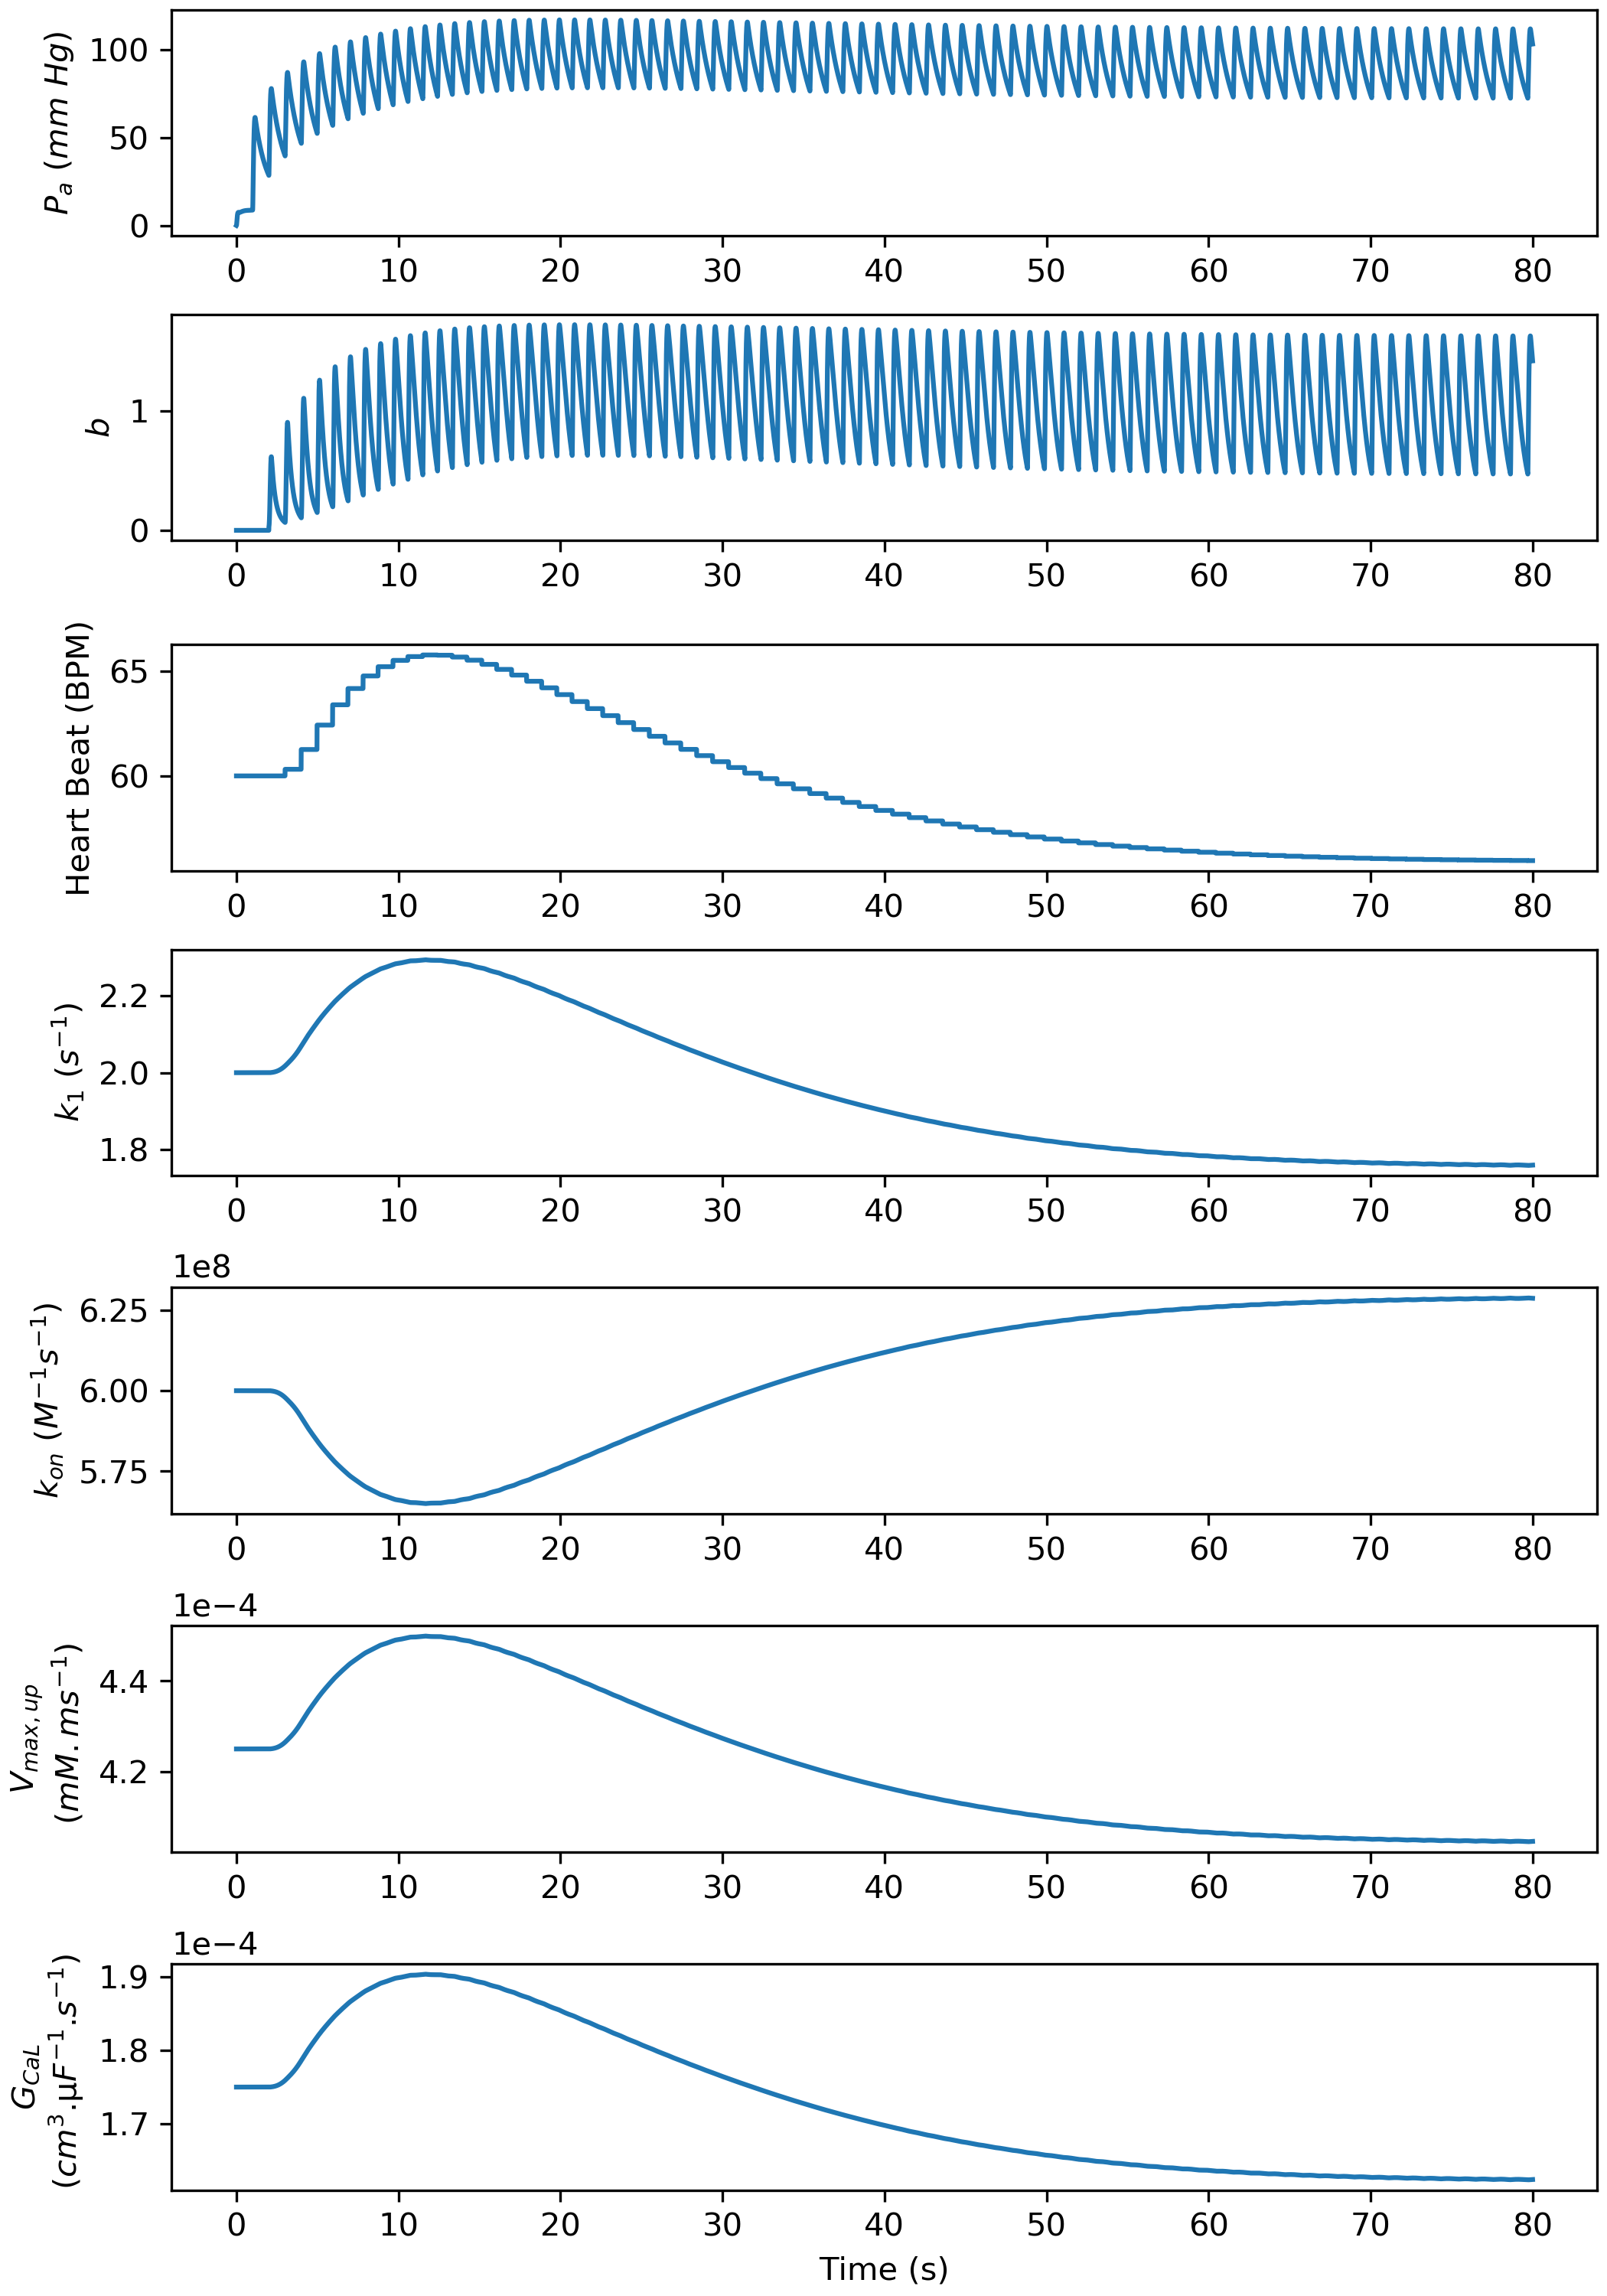 P_a (mm Hg)
100
50
0
0 10 20 30 40 50 60 70 80
b
1
0
0 10 20 30 40 50 60 70 80
Heart Beat (BPM)
65
60
0 10 20 30 40 50 60 70 80
k₁ (s⁻¹)
2.2
2.0
1.8
0 10 20 30 40 50 60 70 80
1e8
k_on (M⁻¹s⁻¹)
6.25
6.00
5.75
0 10 20 30 40 50 60 70 80
1e−4
V_max,up
(mM.ms⁻¹)
4.4
4.2
0 10 20 30 40 50 60 70 80
1e−4
G_CaL
(cm³.μF⁻¹.s⁻¹)
1.9
1.8
1.7
0 10 20 30 40 50 60 70 80
Time (s)